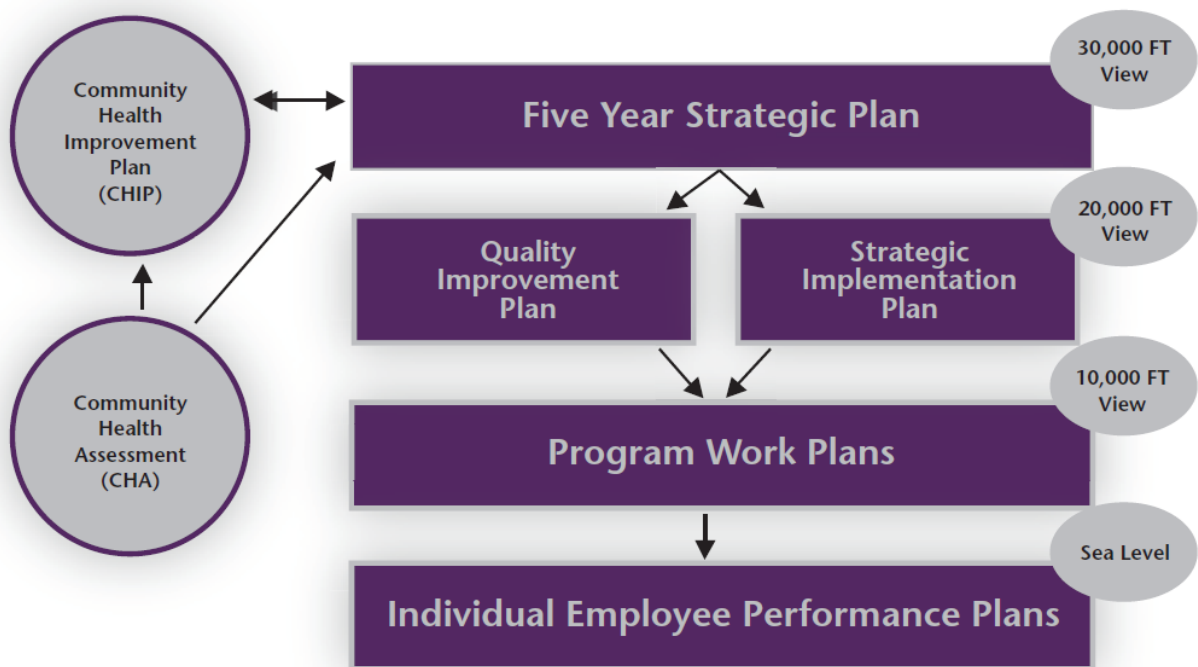 Community
Health
Improvement
Plan
(CHIP)
Five Year Strategic Plan
30,000 FT
View
Quality
Improvement
Plan
Strategic
Implementation
Plan
20,000 FT
View
Community
Health
Assessment
(CHA)
Program Work Plans
10,000 FT
View
Individual Employee Performance Plans
Sea Level